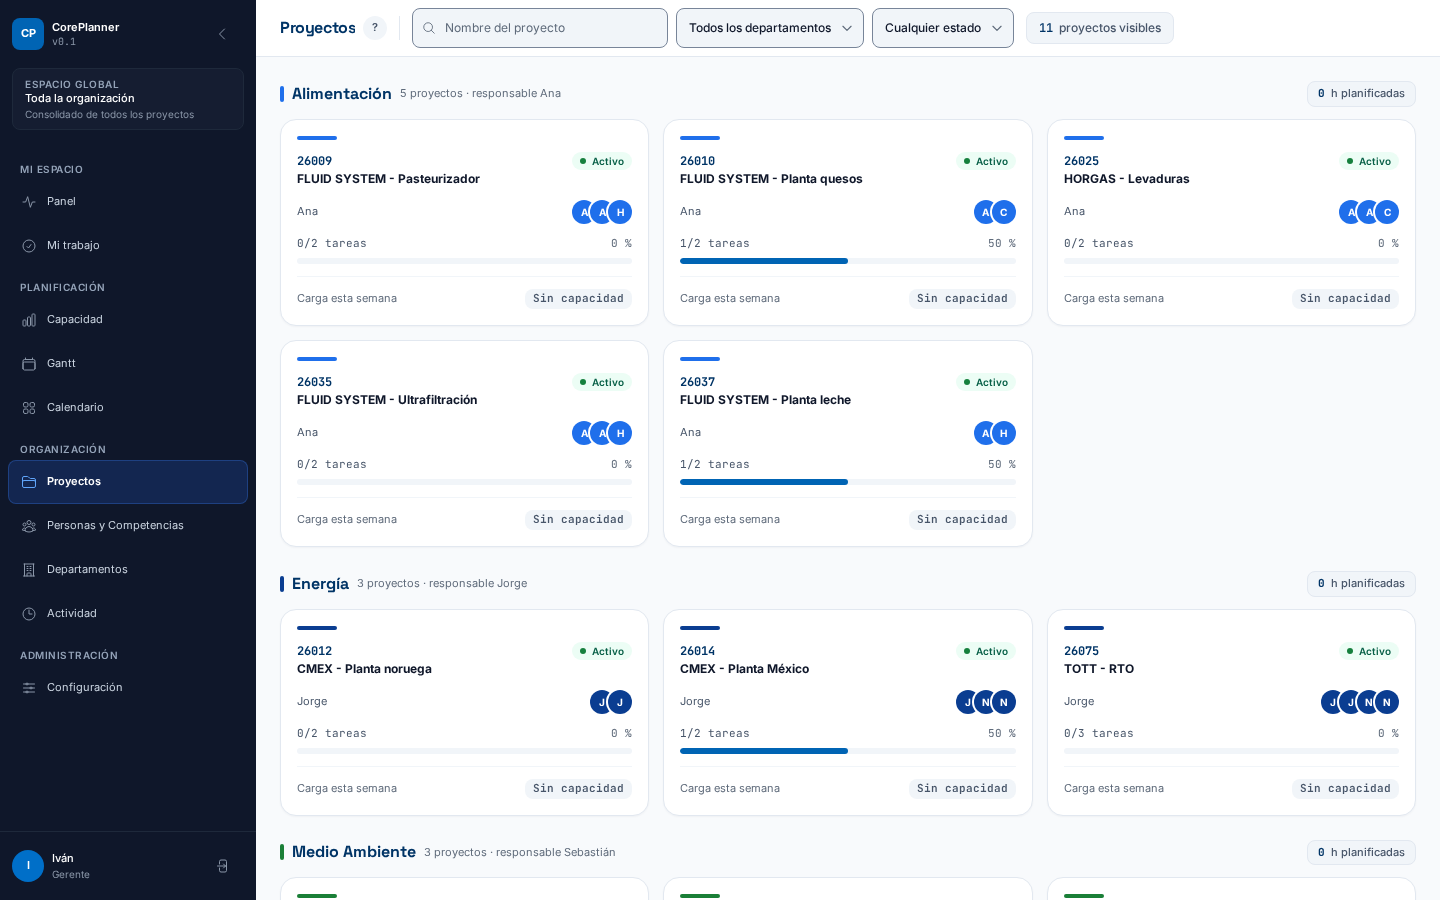 CP
CorePlanner
v0.1
ESPACIO GLOBAL
Toda la organización
Consolidado de todos los proyectos
MI ESPACIO
Panel
Mi trabajo
PLANIFICACIÓN
Capacidad
Gantt
Calendario
ORGANIZACIÓN
Proyectos
Personas y Competencias
Departamentos
Actividad
ADMINISTRACIÓN
Configuración
I
Iván
Gerente
Proyectos
?
Nombre del proyecto
Todos los departamentos
Cualquier estado
11 proyectos visibles
Alimentación 5 proyectos · responsable Ana
0 h planificadas
26009 Activo
FLUID SYSTEM - Pasteurizador
Ana A A H
0/2 tareas 0 %
Carga esta semana Sin capacidad
26010 Activo
FLUID SYSTEM - Planta quesos
Ana A C
1/2 tareas 50 %
Carga esta semana Sin capacidad
26025 Activo
HORGAS - Levaduras
Ana A A C
0/2 tareas 0 %
Carga esta semana Sin capacidad
26035 Activo
FLUID SYSTEM - Ultrafiltración
Ana A A H
0/2 tareas 0 %
Carga esta semana Sin capacidad
26037 Activo
FLUID SYSTEM - Planta leche
Ana A H
1/2 tareas 50 %
Carga esta semana Sin capacidad
Energía 3 proyectos · responsable Jorge
0 h planificadas
26012 Activo
CMEX - Planta noruega
Jorge J J
0/2 tareas 0 %
Carga esta semana Sin capacidad
26014 Activo
CMEX - Planta México
Jorge J N N
1/2 tareas 50 %
Carga esta semana Sin capacidad
26075 Activo
TOTT - RTO
Jorge J J N N
0/3 tareas 0 %
Carga esta semana Sin capacidad
Medio Ambiente 3 proyectos · responsable Sebastián
0 h planificadas